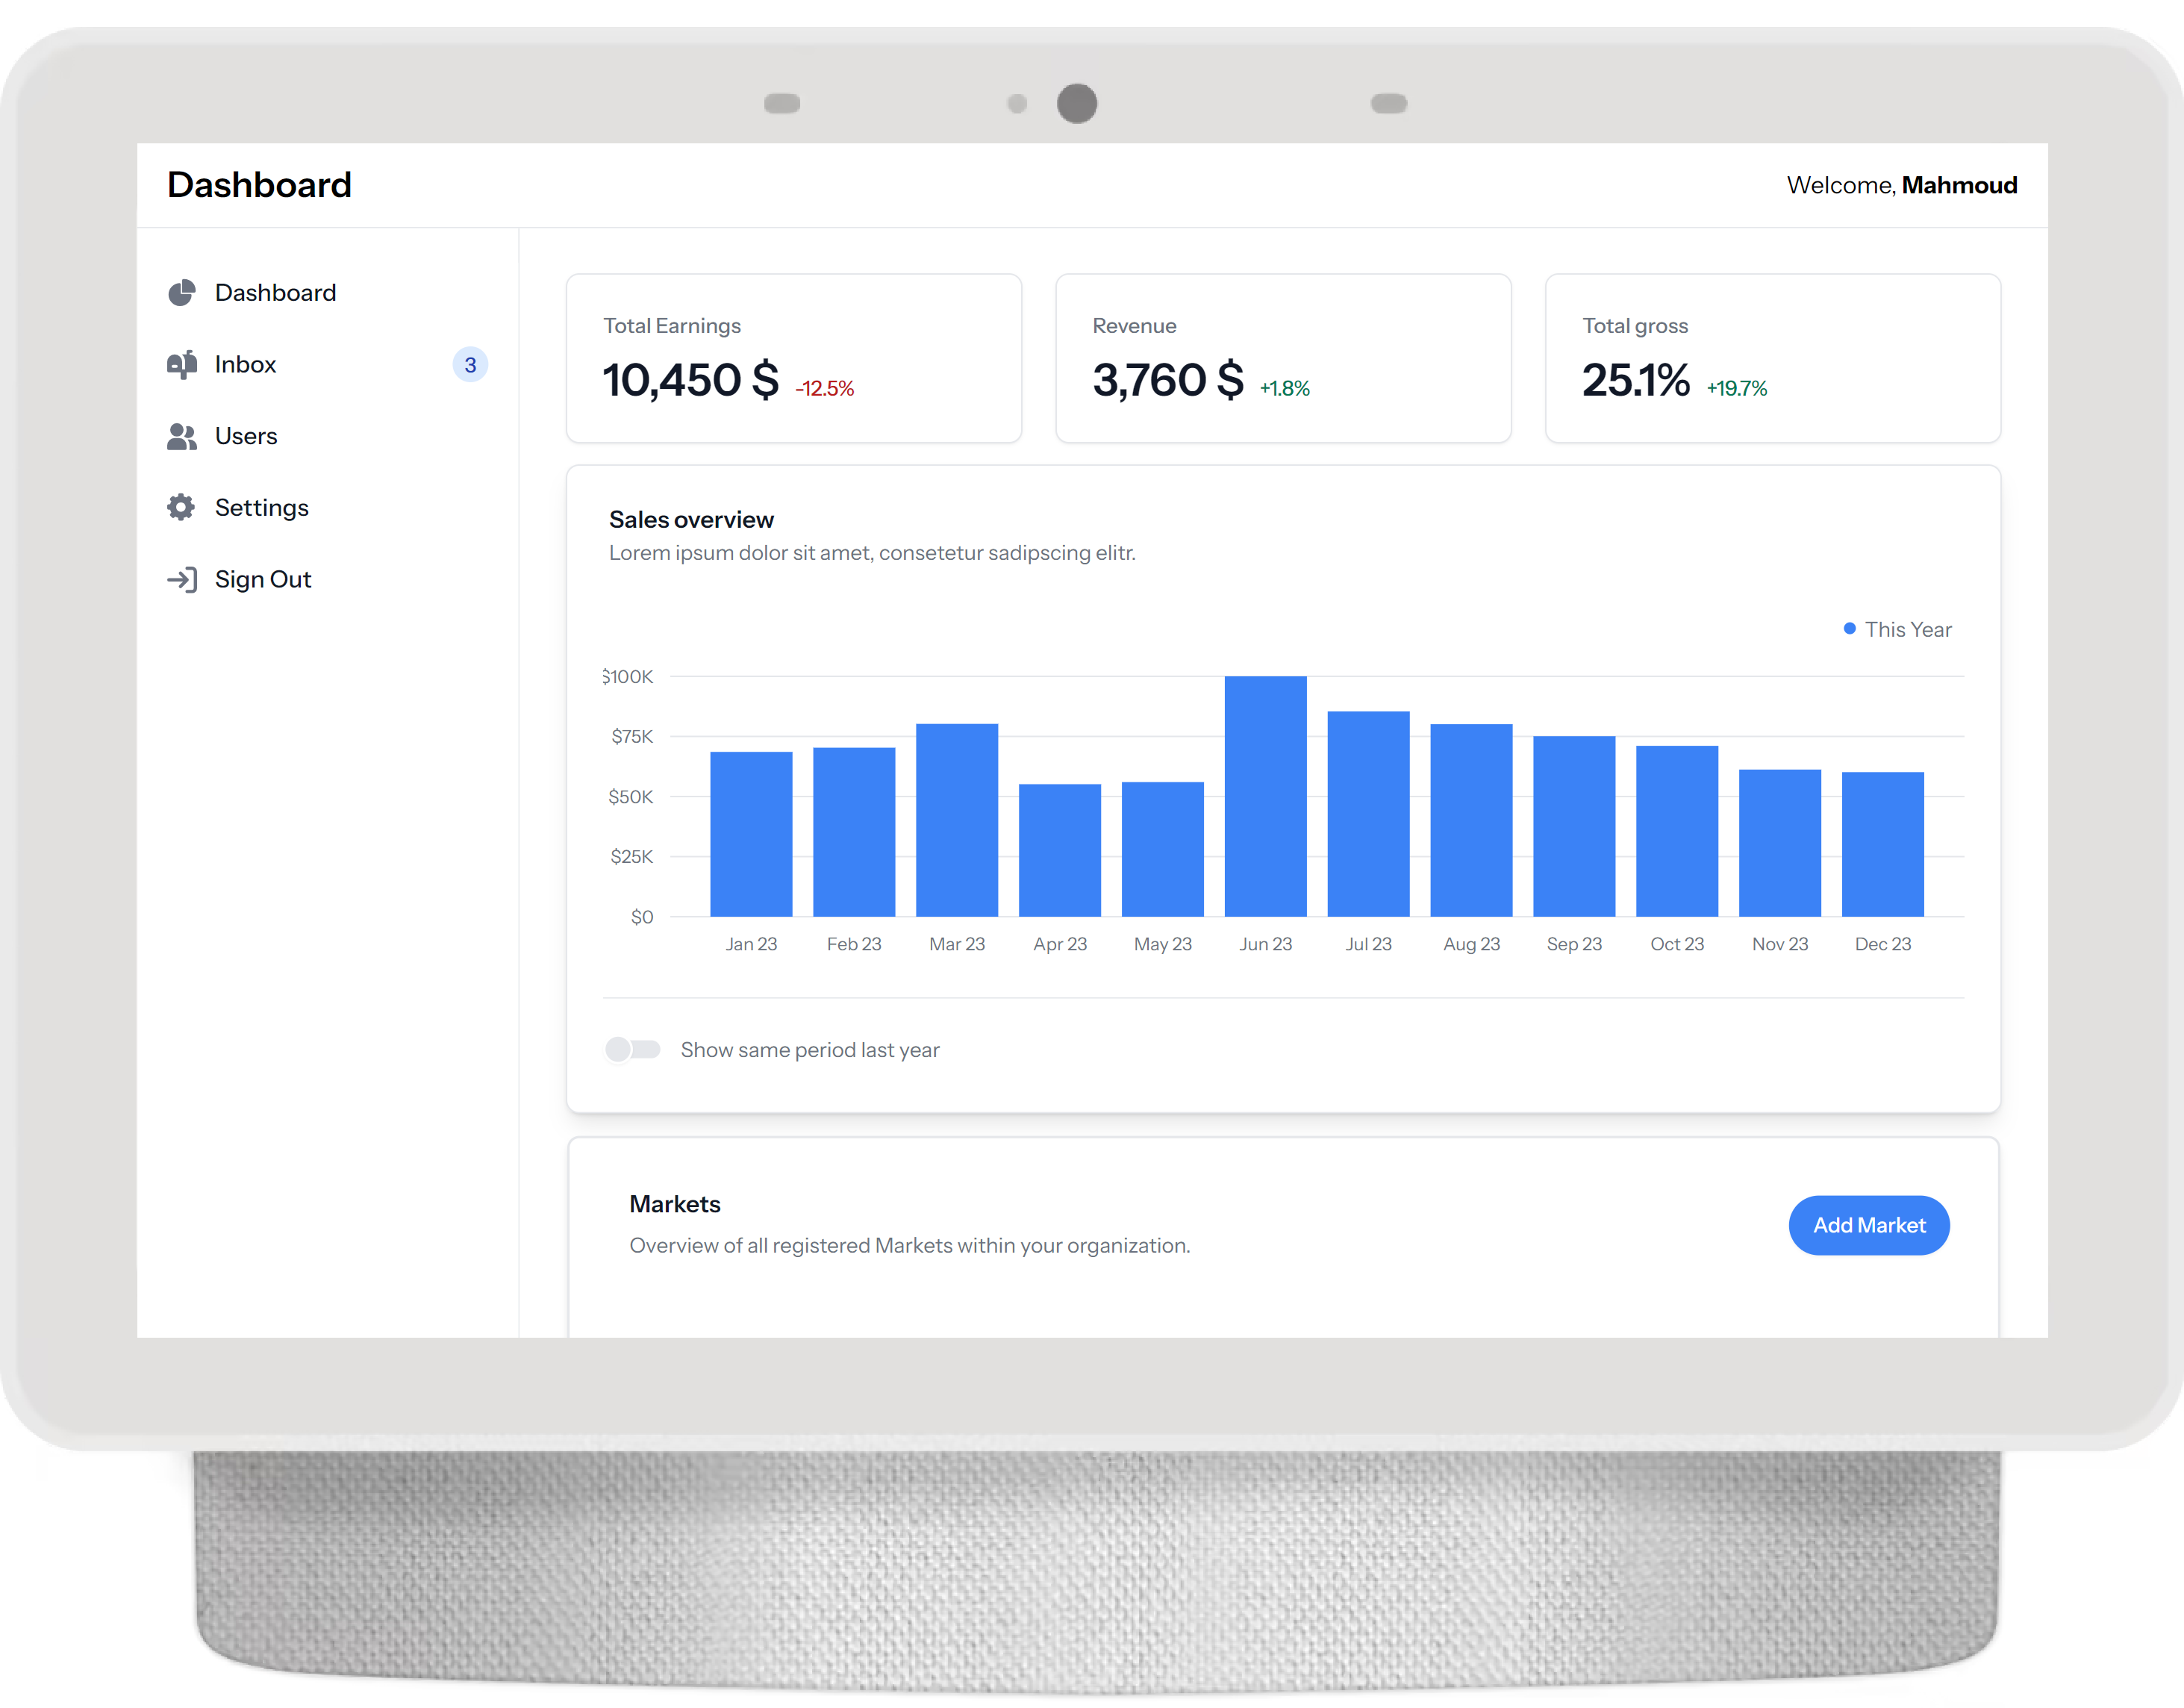 Dashboard
Welcome, Mahmoud
Dashboard
Inbox 3
Users
Settings
Sign Out
Total Earnings
10,450 $ -12.5%
Revenue
3,760 $ +1.8%
Total gross
25.1% +19.7%
Sales overview
Lorem ipsum dolor sit amet, consetetur sadipscing elitr.
This Year
$100K
$75K
$50K
$25K
$0
Jan 23 Feb 23 Mar 23 Apr 23 May 23 Jun 23 Jul 23 Aug 23 Sep 23 Oct 23 Nov 23 Dec 23
Show same period last year
Markets
Overview of all registered Markets within your organization.
Add Market